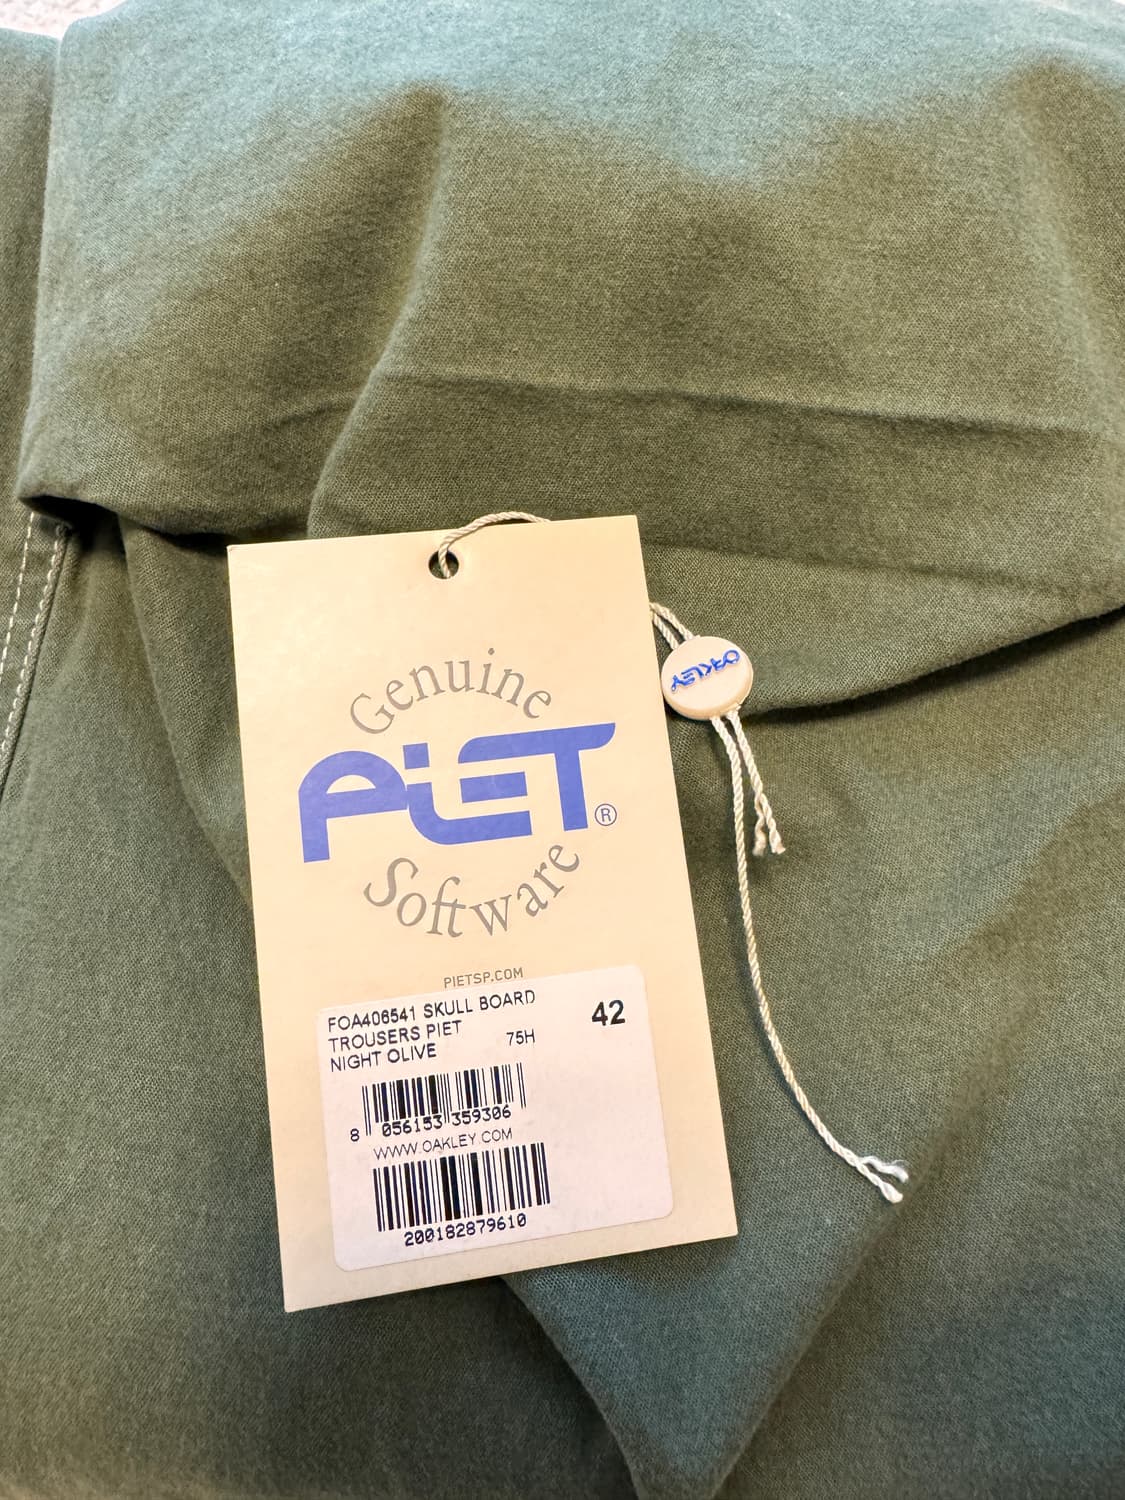 Genuine
PiET®
Software
OAKLEY
PIETSP.COM
FOA406541 SKULL BOARD
TROUSERS PIET 75H
NIGHT OLIVE
42
8 056153 359306
WWW.OAKLEY.COM
200182879610